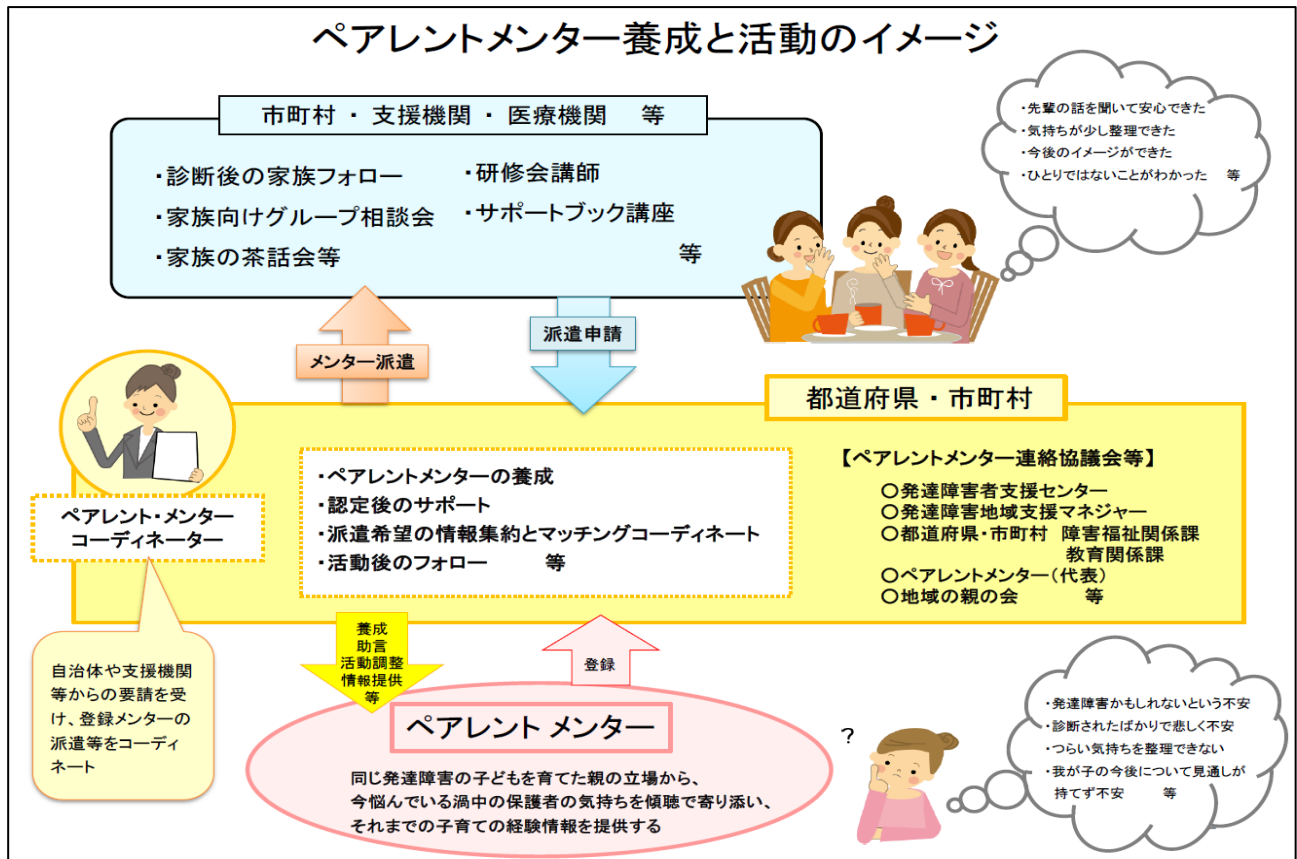 ペアレントメンター養成と活動のイメージ
市町村 ・ 支援機関 ・ 医療機関　等
・診断後の家族フォロー
・家族向けグループ相談会
・家族の茶話会等
・研修会講師
・サポートブック講座
等
・先輩の話を聞いて安心できた
・気持ちが少し整理できた
・今後のイメージができた
・ひとりではないことがわかった　等
メンター派遣
派遣申請
都道府県・市町村
ペアレント・メンター
コーディネーター
・ペアレントメンターの養成
・認定後のサポート
・派遣希望の情報集約とマッチングコーディネート
・活動後のフォロー　　等
【ペアレントメンター連絡協議会等】
〇発達障害者支援センター
〇発達障害地域支援マネジャー
〇都道府県・市町村　障害福祉関係課
教育関係課
〇ペアレントメンター（代表）
〇地域の親の会　　等
自治体や支援機関
等からの要請を受
け、登録メンターの
派遣等をコーディ
ネート
養成
助言
活動調整
情報提供
等
登録
ペアレント メンター
同じ発達障害の子どもを育てた親の立場から、
今悩んでいる渦中の保護者の気持ちを傾聴で寄り添い、
それまでの子育ての経験情報を提供する
？
・発達障害かもしれないという不安
・診断されたばかりで悲しく不安
・つらい気持ちを整理できない
・我が子の今後について見通しが
持てず不安　　等